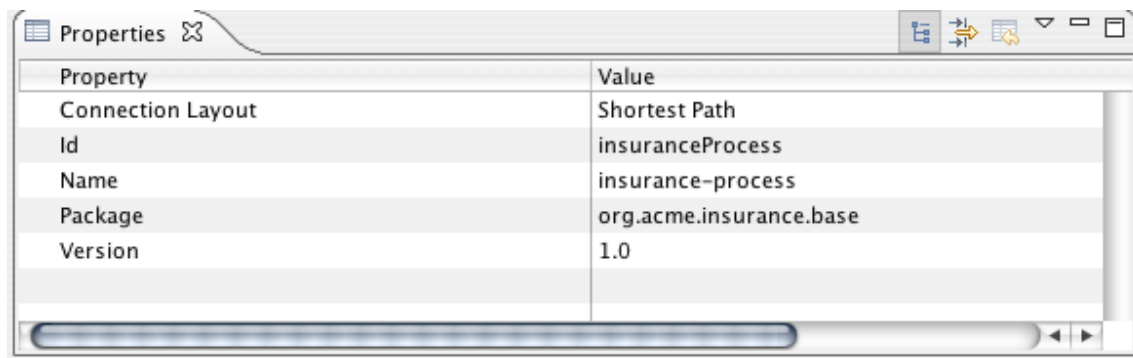 Properties
Property Value
Connection Layout Shortest Path
Id insuranceProcess
Name insurance-process
Package org.acme.insurance.base
Version 1.0